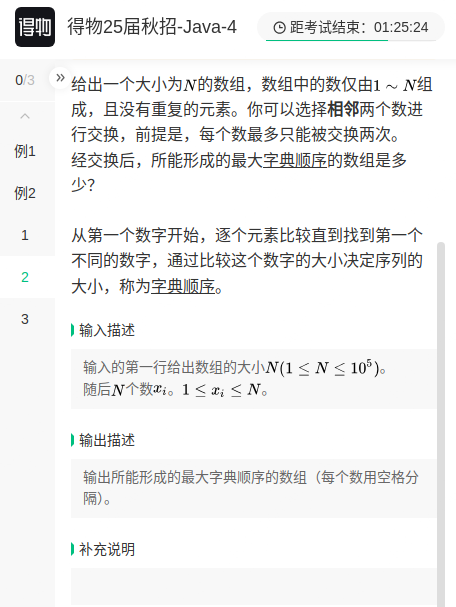 得物
得物25届秋招-Java-4
距考试结束：01:25:24
0/3
例1
例2
1
2
3
给出一个大小为N的数组，数组中的数仅由1 ~ N组
成，且没有重复的元素。你可以选择相邻两个数进
行交换，前提是，每个数最多只能被交换两次。
经交换后，所能形成的最大字典顺序的数组是多
少？
从第一个数字开始，逐个元素比较直到找到第一个
不同的数字，通过比较这个数字的大小决定序列的
大小，称为字典顺序。
输入描述
输入的第一行给出数组的大小N(1 ≤ N ≤ 10⁵)。
随后N个数xᵢ。1 ≤ xᵢ ≤ N。
输出描述
输出所能形成的最大字典顺序的数组（每个数用空格分
隔）。
补充说明